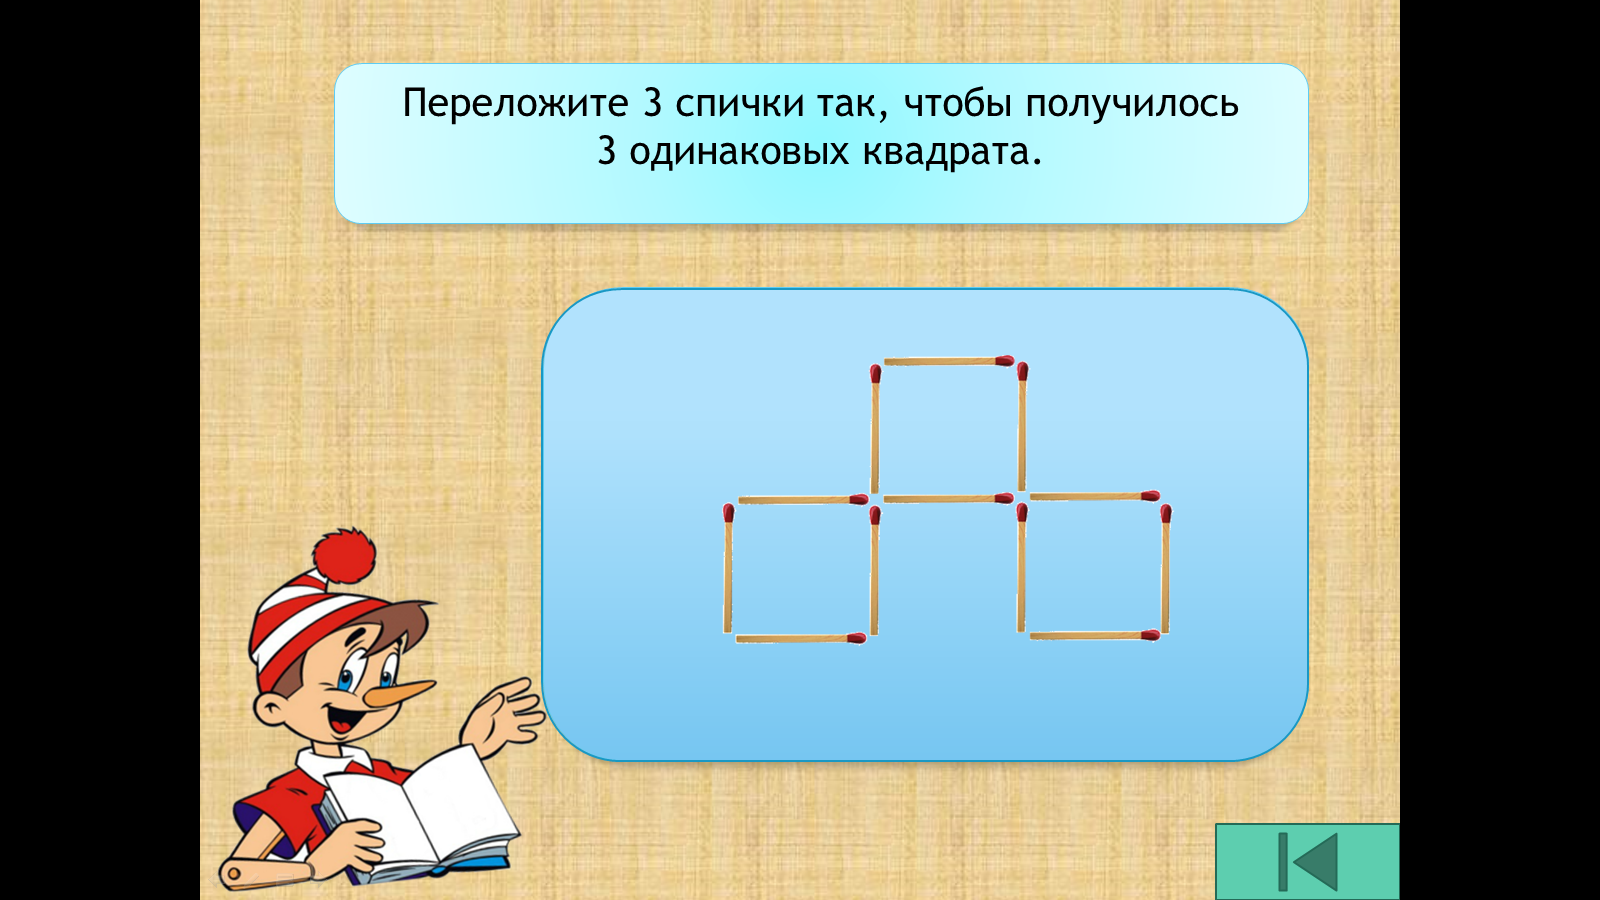 Переложите 3 спички так, чтобы получилось
3 одинаковых квадрата.